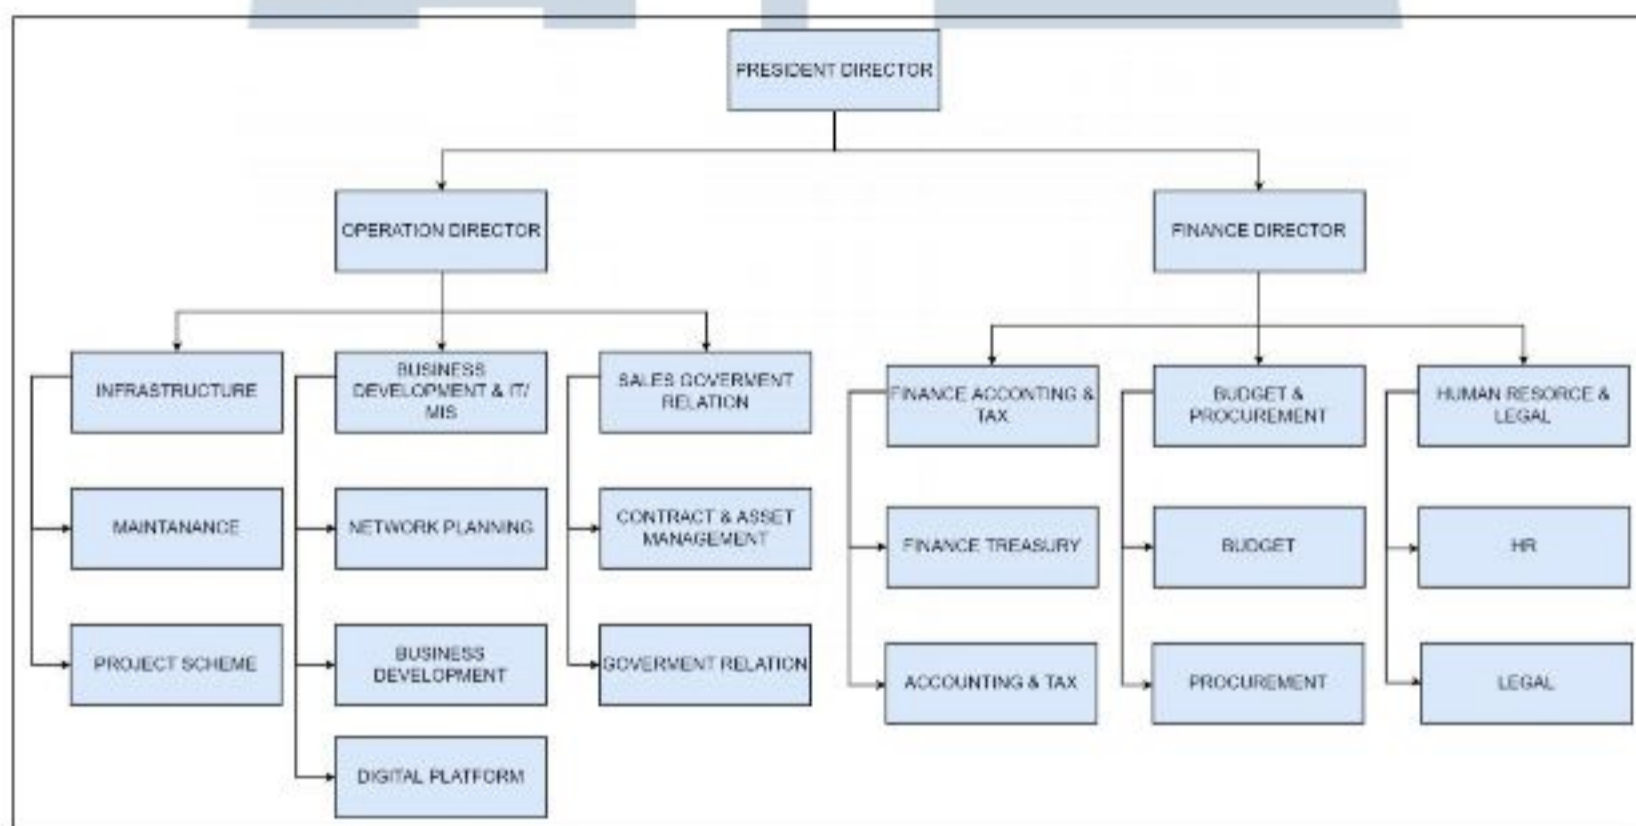 PRESIDENT DIRECTOR
OPERATION DIRECTOR
FINANCE DIRECTOR
INFRASTRUCTURE
BUSINESS
DEVELOPMENT & IT/
MIS
SALES GOVERMENT
RELATION
FINANCE ACCONTING &
TAX
BUDGET &
PROCUREMENT
HUMAN RESORCE &
LEGAL
MAINTANANCE
NETWORK PLANNING
CONTRACT & ASSET
MANAGEMENT
FINANCE TREASURY
BUDGET
HR
PROJECT SCHEME
BUSINESS
DEVELOPMENT
GOVERMENT RELATION
ACCOUNTING & TAX
PROCUREMENT
LEGAL
DIGITAL PLATFORM